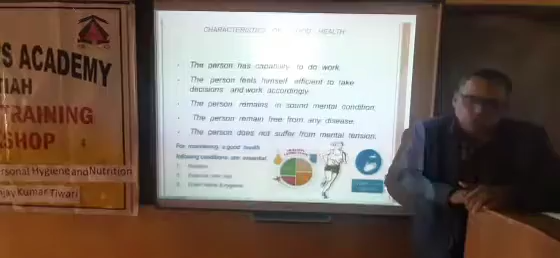 S ACADEMY
IAH
TRAINING
SHOP
rsonal Hygiene and Nutrition
jay Kumar Tiwari
CHARACTERISTICS OF GOOD HEALTH
The person has capability to do work.
The person feels himself efficient to take
decisions and work accordingly
The person remains in sound mental condition.
The person remain free from any disease.
The person does not suffer from mental tension.
For maintaining a good health
following conditions are essential